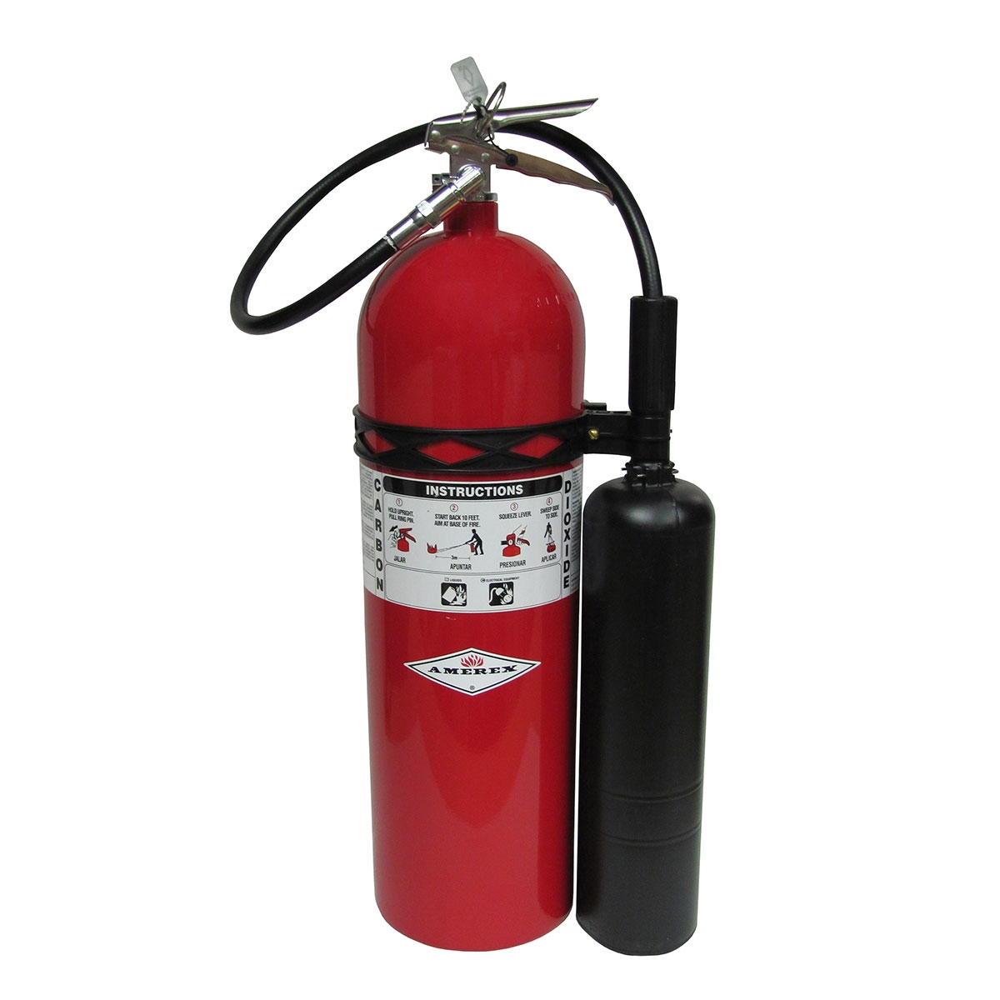 CARBON
DIOXIDE
INSTRUCTIONS
1
HOLD UPRIGHT.
PULL RING PIN.
JALAR
2
START BACK 10 FEET.
AIM AT BASE OF FIRE.
3m
APUNTAR
3
SQUEEZE LEVER.
PRESIONAR
4
SWEEP SIDE
TO SIDE.
APLICAR
B LIQUIDS
C ELECTRICAL EQUIPMENT
AMEREX
®